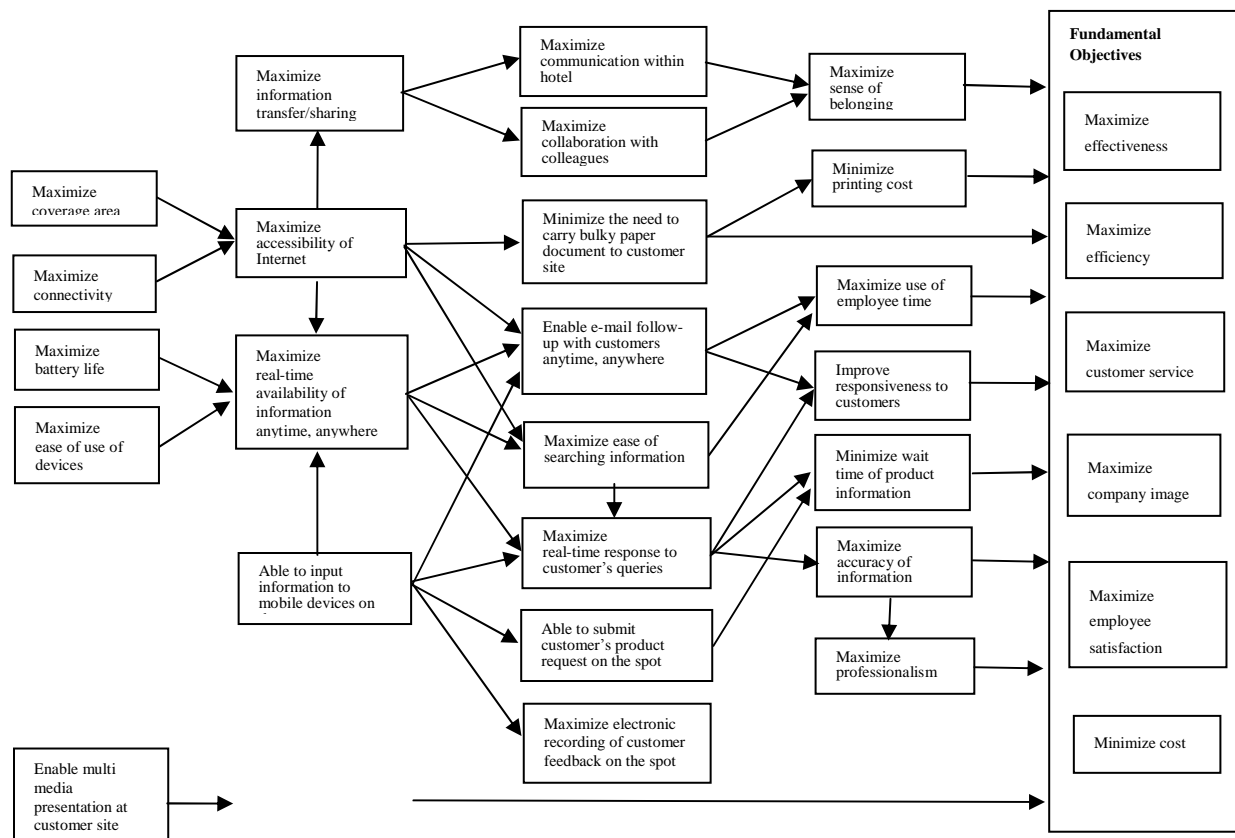 Maximize
coverage area
Maximize
connectivity
Maximize
battery life
Maximize
ease of use of
devices
Enable multi
media
presentation at
customer site
Maximize
information
transfer/sharing
Maximize
accessibility of
Internet
Maximize
real-time
availability of
information
anytime, anywhere
Able to input
information to
mobile devices on
Maximize
communication within
hotel
Maximize
collaboration with
colleagues
Minimize the need to
carry bulky paper
document to customer
site
Enable e-mail follow-
up with customers
anytime, anywhere
Maximize ease of
searching information
Maximize
real-time response to
customer’s queries
Able to submit
customer’s product
request on the spot
Maximize electronic
recording of customer
feedback on the spot
Maximize
sense of
belonging
Minimize
printing cost
Maximize use of
employee time
Improve
responsiveness to
customers
Minimize wait
time of product
information
Maximize
accuracy of
information
Maximize
professionalism
Fundamental
Objectives
Maximize
effectiveness
Maximize
efficiency
Maximize
customer service
Maximize
company image
Maximize
employee
satisfaction
Minimize cost